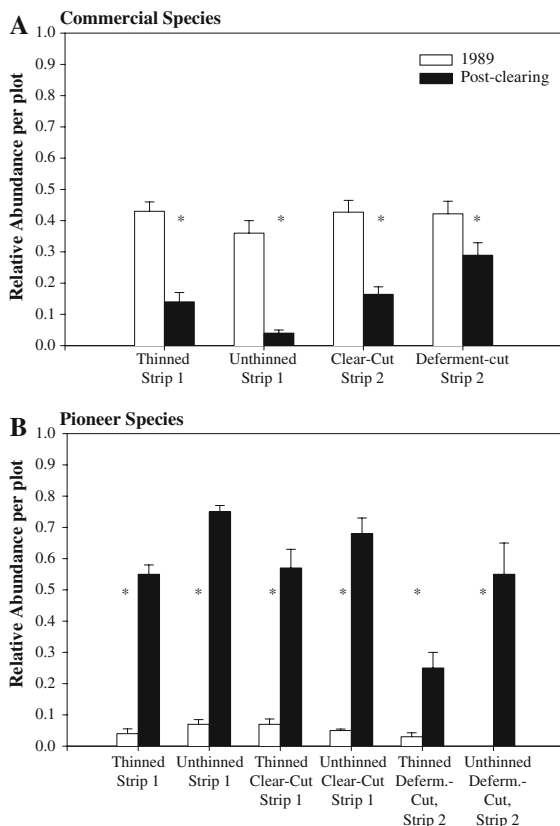 A Commercial Species
1.0
0.9
0.8
0.7
0.6
0.5
0.4
0.3
0.2
0.1
0.0
Relative Abundance per plot
1989
Post-clearing
* * * *
Thinned Strip 1
Unthinned Strip 1
Clear-Cut Strip 2
Deferment-cut Strip 2
B Pioneer Species
1.0
0.9
0.8
0.7
0.6
0.5
0.4
0.3
0.2
0.1
0.0
Relative Abundance per plot
* * * * * *
Thinned Strip 1
Unthinned Strip 1
Thinned Clear-Cut Strip 1
Unthinned Clear-Cut Strip 1
Thinned Deferm.-Cut, Strip 2
Unthinned Deferm.-Cut, Strip 2